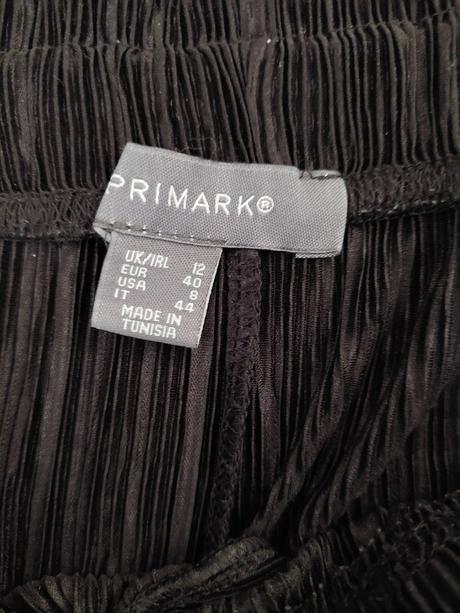 PRIMARK®
UK/IRL 12
EUR 40
USA 8
IT 44
MADE IN
TUNISIA